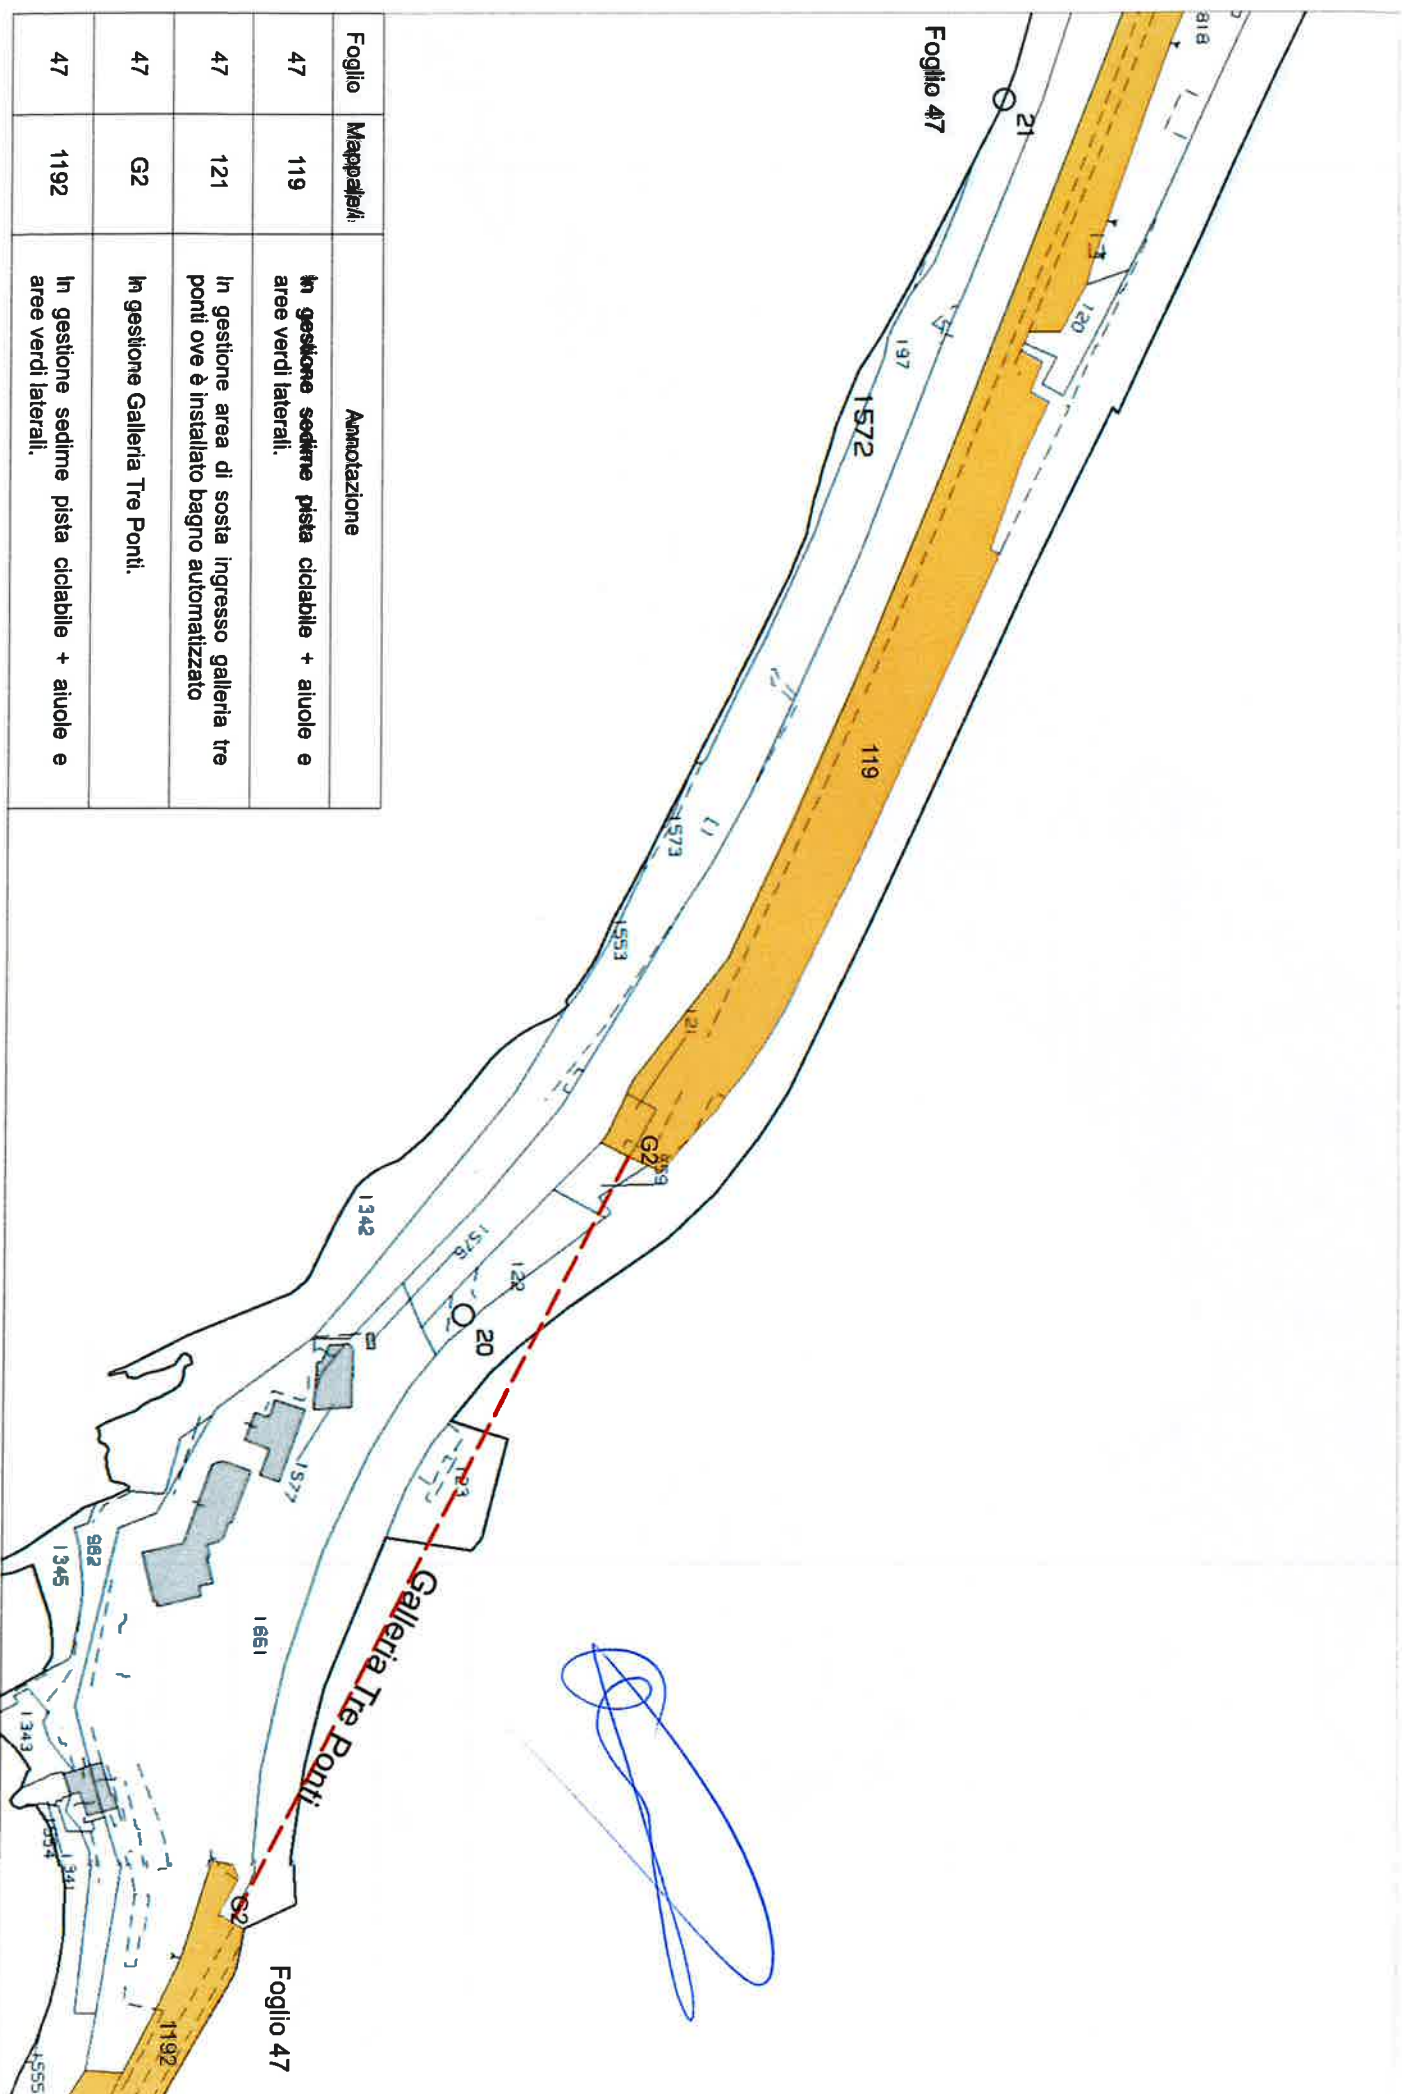 Foglio 47
818
21
120
197
1572
119
1573
1553
121
G2
859
1342
1576
122
20
123
1577
Galleria Tre Ponti
982
1345
1661
1343
1554
1341
G2
Foglio 47
1192
1555
Foglio Mappale/i Annotazione
47 119 In gestione sedime pista ciclabile + aiuole e
aree verdi laterali.
47 121 In gestione area di sosta ingresso galleria tre
ponti ove è installato bagno automatizzato
47 G2 In gestione Galleria Tre Ponti.
47 1192 In gestione sedime pista ciclabile + aiuole e
aree verdi laterali.